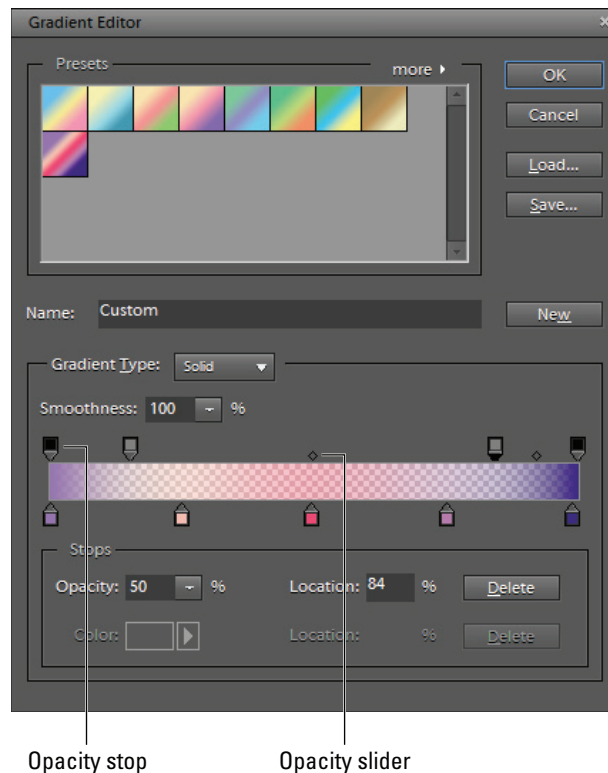 Gradient Editor
Presets
more
OK
Cancel
Load...
Save...
Name: Custom
New
Gradient Type: Solid
Smoothness: 100 %
Stops
Opacity: 50 % Location: 84 % Delete
Color: Location: % Delete
Opacity stop Opacity slider